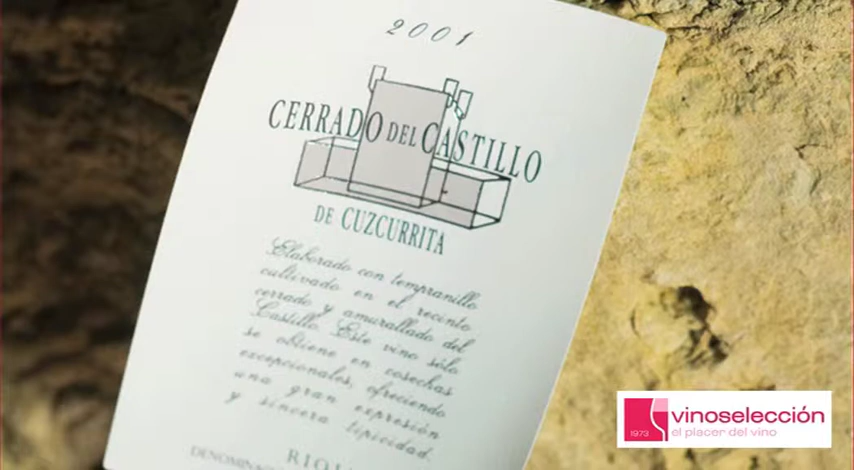 2001
CERRADO DEL CASTILLO
DE CUZCURRITA
Elaborado con tempranillo
cultivado en el recinto
cerrado y amurallado del
Castillo. Este vino sólo
se obtiene en cosechas
excepcionales, ofreciendo
una gran expresión
y sincera tipicidad.
vinoselección
1973
el placer del vino